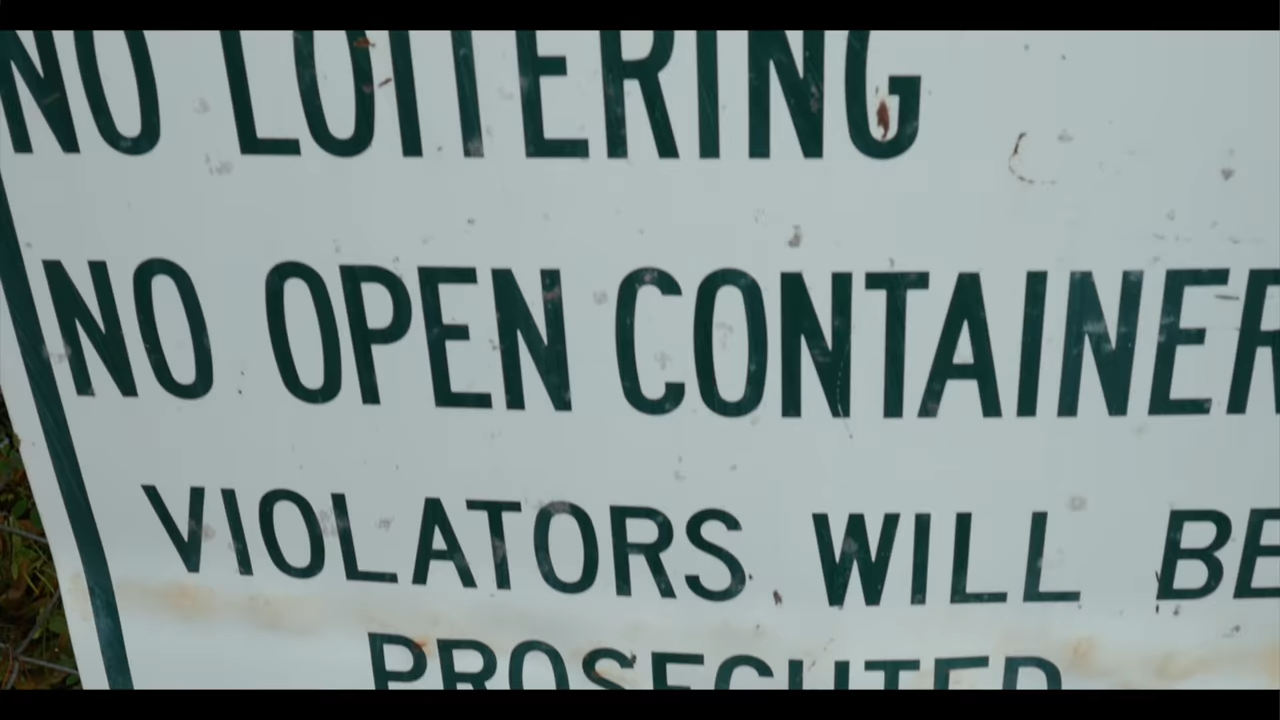 NO LOITERING
NO OPEN CONTAINER
VIOLATORS WILL BE
PROSECUTED